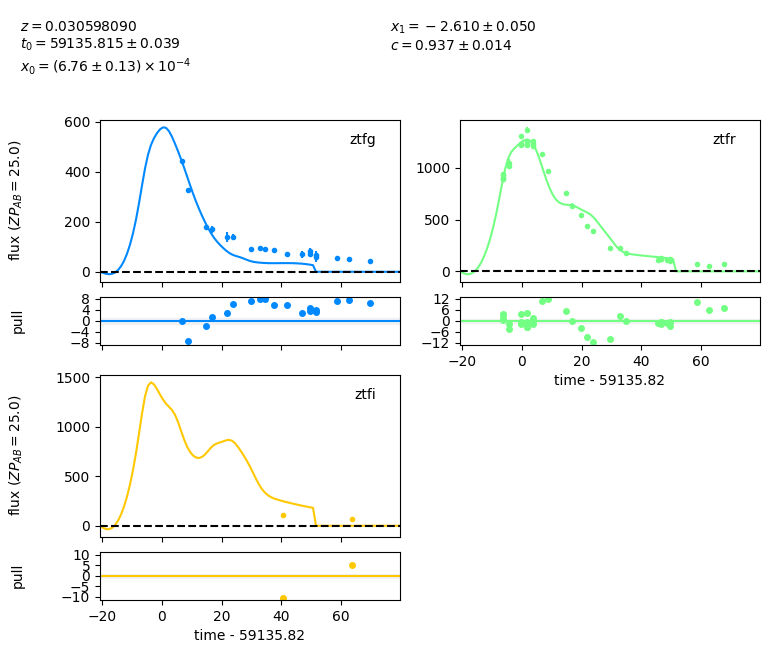 z = 0.030598090
t₀ = 59135.815 ± 0.039
x₀ = (6.76 ± 0.13) × 10⁻⁴
x₁ = −2.610 ± 0.050
c = 0.937 ± 0.014
flux (ZP_AB = 25.0)
600
400
200
0
ztfg
1000
500
0
ztfr
pull
8
4
0
−4
−8
12
6
0
−6
−12
−20 0 20 40 60
time - 59135.82
flux (ZP_AB = 25.0)
1500
1000
500
0
ztfi
pull
10
5
0
−5
−10
−20 0 20 40 60
time - 59135.82